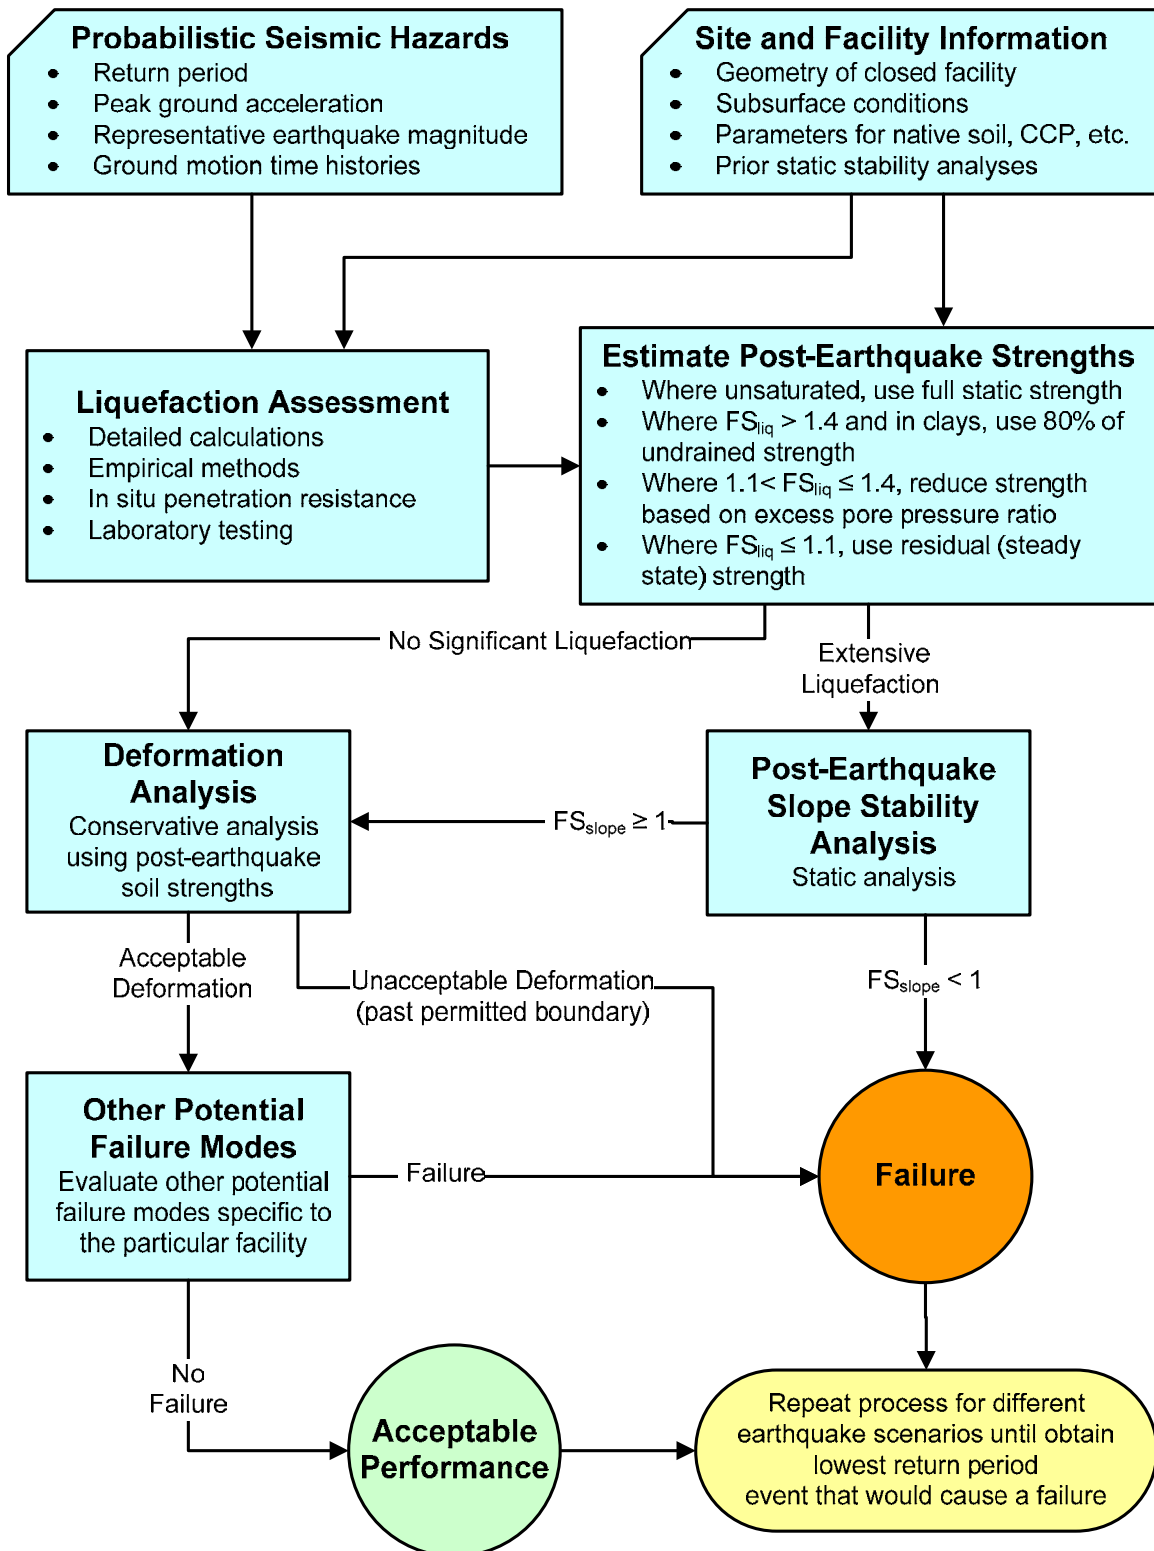 Probabilistic Seismic Hazards
• Return period
• Peak ground acceleration
• Representative earthquake magnitude
• Ground motion time histories
Site and Facility Information
• Geometry of closed facility
• Subsurface conditions
• Parameters for native soil, CCP, etc.
• Prior static stability analyses
Liquefaction Assessment
• Detailed calculations
• Empirical methods
• In situ penetration resistance
• Laboratory testing
Estimate Post-Earthquake Strengths
• Where unsaturated, use full static strength
• Where FSliq > 1.4 and in clays, use 80% of
undrained strength
• Where 1.1< FSliq ≤ 1.4, reduce strength
based on excess pore pressure ratio
• Where FSliq ≤ 1.1, use residual (steady
state) strength
No Significant Liquefaction
Extensive
Liquefaction
Deformation
Analysis
Conservative analysis
using post-earthquake
soil strengths
FSslope ≥ 1
Post-Earthquake
Slope Stability
Analysis
Static analysis
Acceptable
Deformation
Unacceptable Deformation
(past permitted boundary)
FSslope < 1
Other Potential
Failure Modes
Evaluate other potential
failure modes specific to
the particular facility
Failure
Failure
No
Failure
Acceptable
Performance
Repeat process for different
earthquake scenarios until obtain
lowest return period
event that would cause a failure